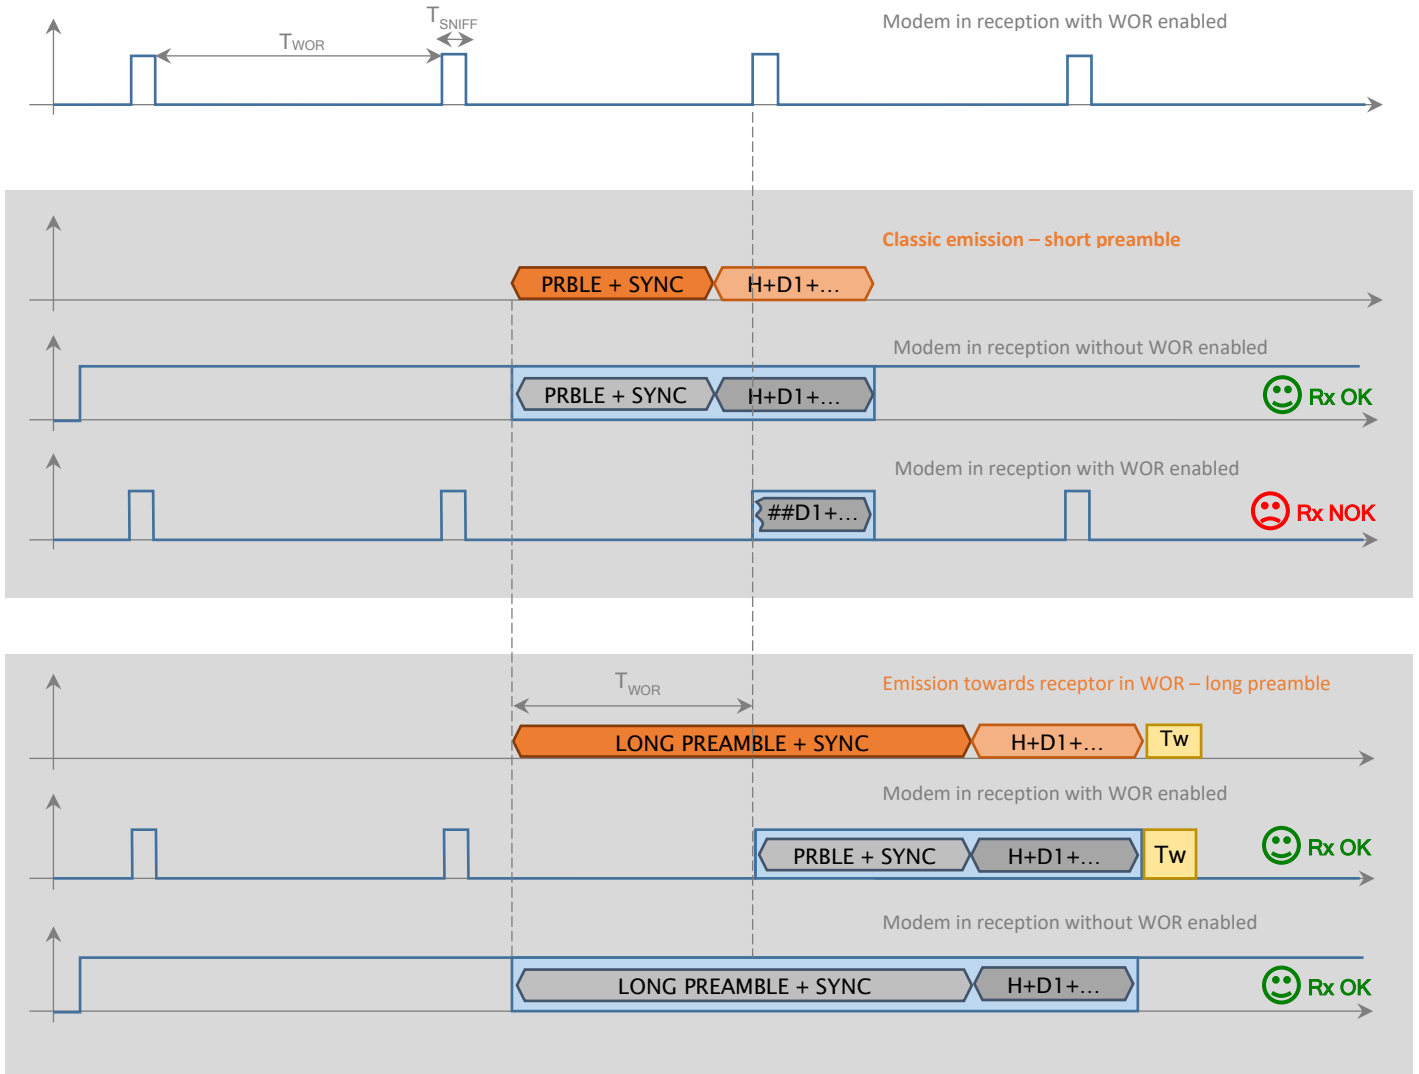 TSNIFF
Modem in reception with WOR enabled
TWOR
Classic emission – short preamble
PRBLE + SYNC H+D1+...
Modem in reception without WOR enabled
PRBLE + SYNC H+D1+...
Rx OK
Modem in reception with WOR enabled
##D1+...
Rx NOK
TWOR
Emission towards receptor in WOR – long preamble
LONG PREAMBLE + SYNC H+D1+... Tw
Modem in reception with WOR enabled
PRBLE + SYNC H+D1+... Tw
Rx OK
Modem in reception without WOR enabled
LONG PREAMBLE + SYNC H+D1+...
Rx OK